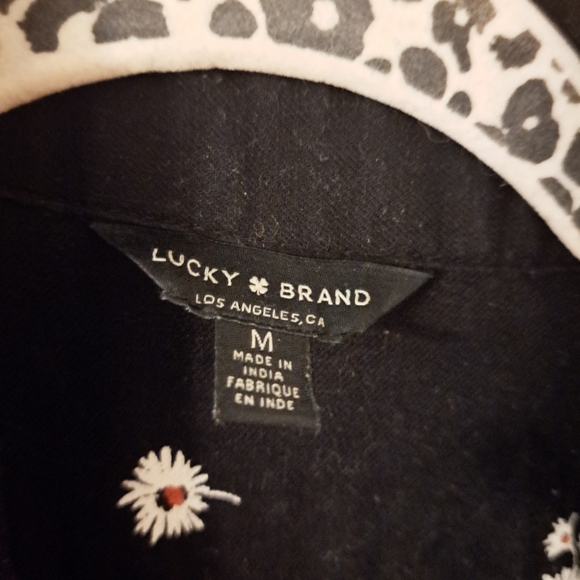 LUCKY BRAND
LOS ANGELES, CA
M
MADE IN
INDIA
FABRIQUE
EN INDE